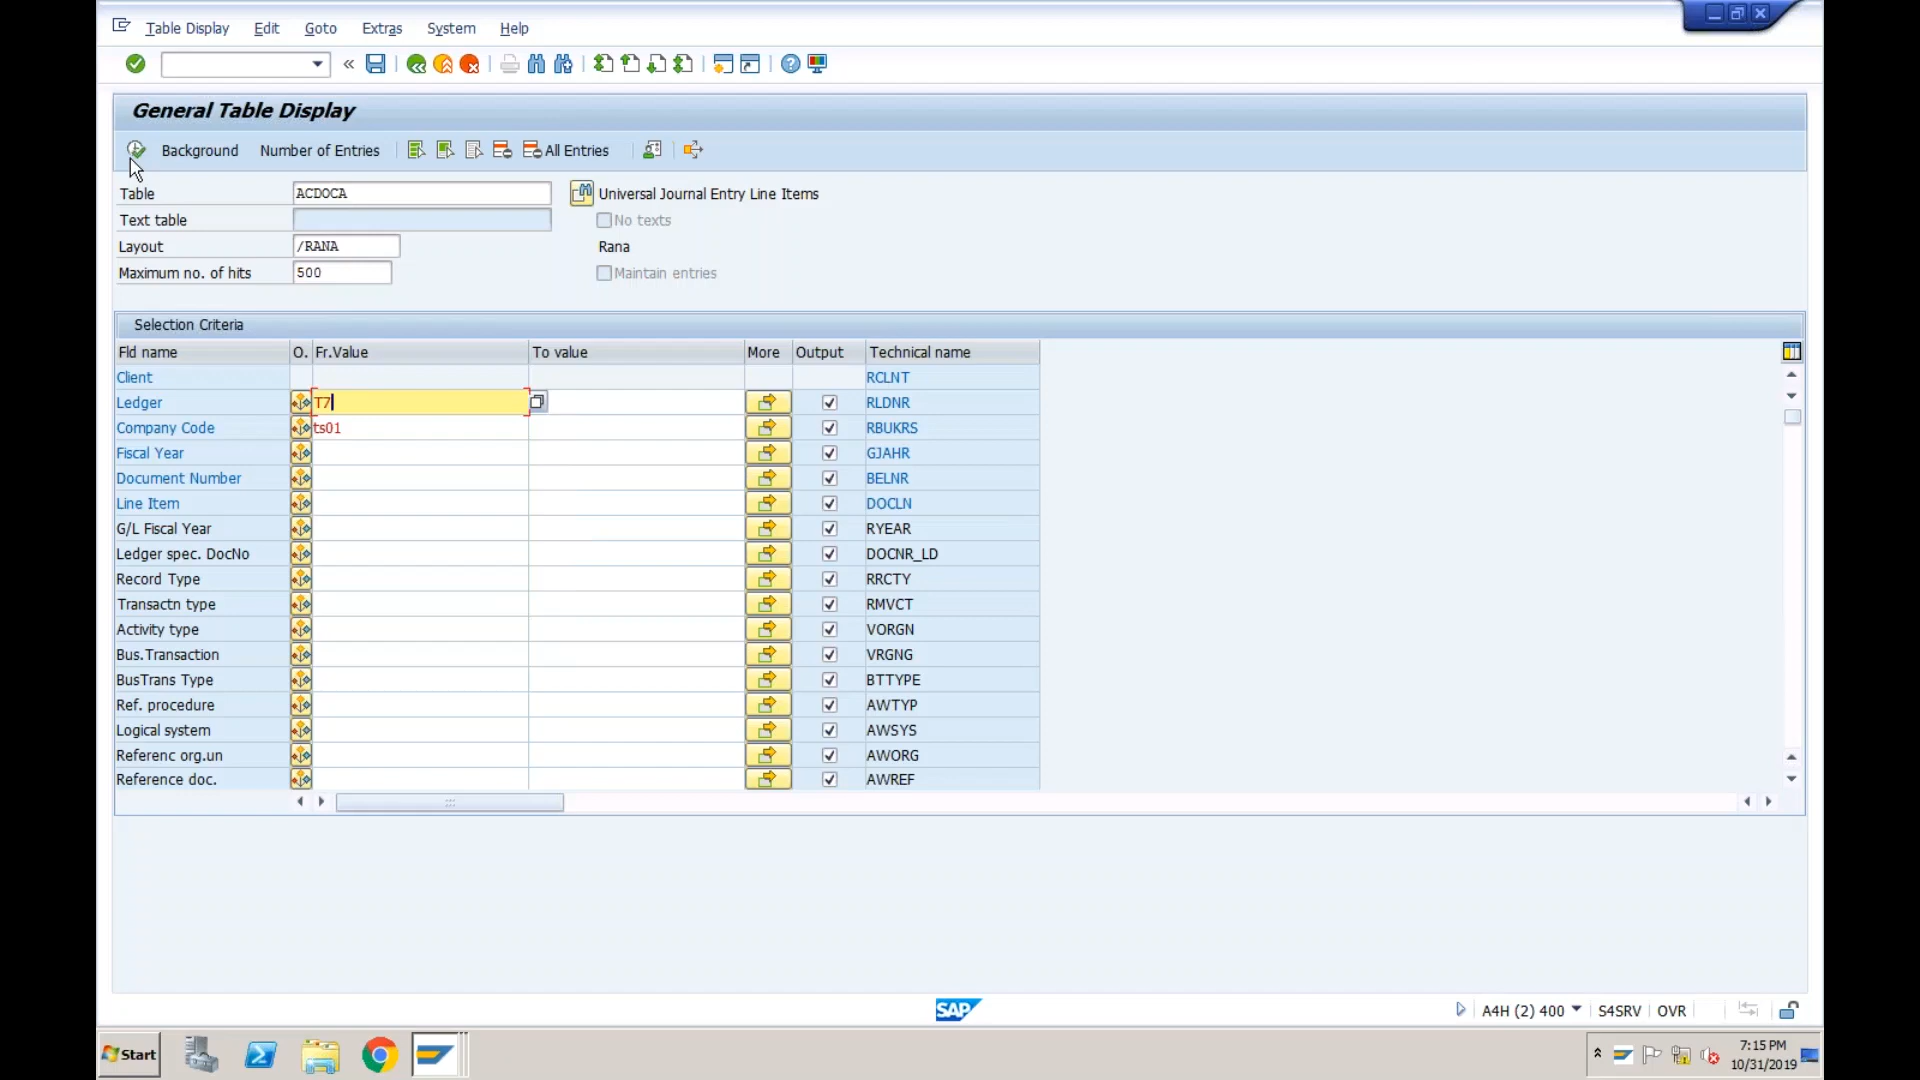 Table Display Edit Goto Extras System Help
General Table Display
Background Number of Entries All Entries
Table ACDOCA Universal Journal Entry Line Items
Text table No texts
Layout /RANA Rana
Maximum no. of hits 500 Maintain entries
Selection Criteria
Fld name O. Fr.Value To value More Output Technical name
Client RCLNT
Ledger T7 RLDNR
Company Code ts01 RBUKRS
Fiscal Year GJAHR
Document Number BELNR
Line Item DOCLN
G/L Fiscal Year RYEAR
Ledger spec. DocNo DOCNR_LD
Record Type RRCTY
Transactn type RMVCT
Activity type VORGN
Bus.Transaction VRGNG
BusTrans Type BTTYPE
Ref. procedure AWTYP
Logical system AWSYS
Referenc org.un AWORG
Reference doc. AWREF
SAP A4H (2) 400 S4SRV OVR
Start 7:15 PM
10/31/2019